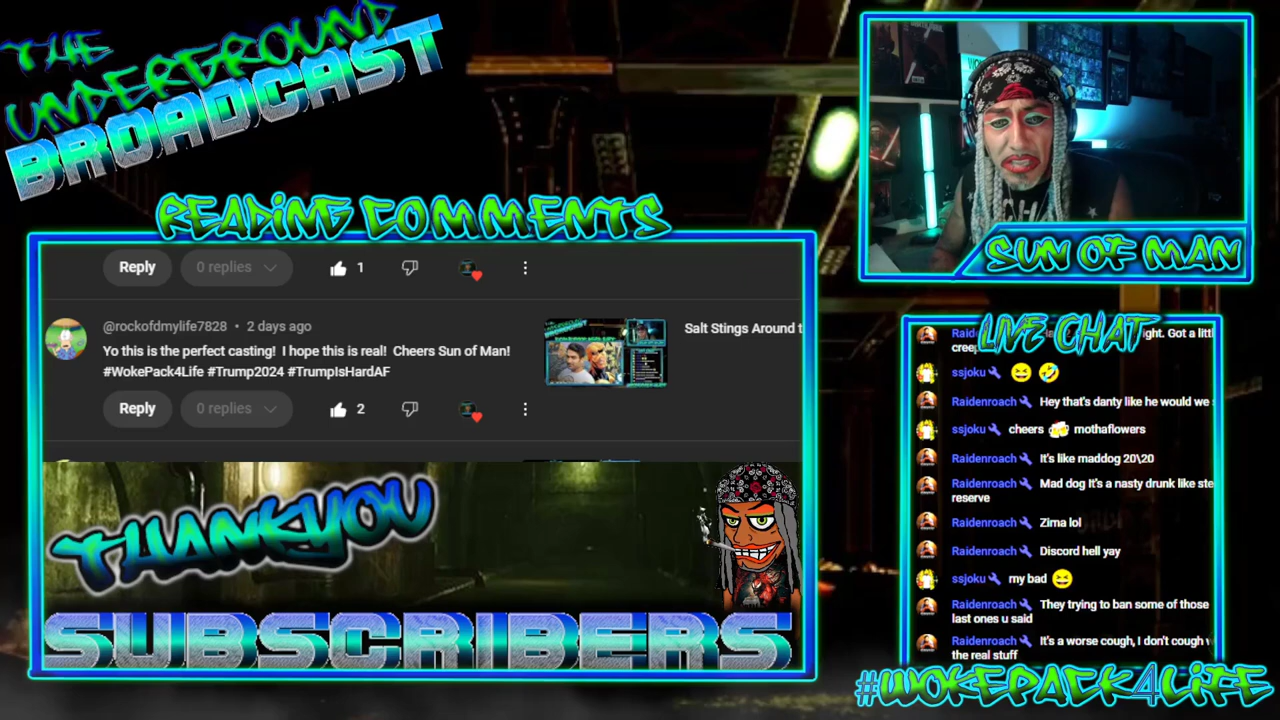 THE
UNDERGROUND
BROADCAST
READING COMMENTS
Reply
0 replies
1
@rockofdmylife7828 • 2 days ago
Yo this is the perfect casting! I hope this is real! Cheers Sun of Man!
#WokePack4Life #Trump2024 #TrumpIsHardAF
Salt Stings Around t
Reply
0 replies
2
THANKYOU
SUBSCRIBERS
SUN OF MAN
LIVE CHAT
ght. Got a littl
creep
ssjoku
Raidenroach Hey that's danty like he would we
ssjoku cheers mothaflowers
Raidenroach It's like maddog 20\20
Raidenroach Mad dog It's a nasty drunk like ste
reserve
Raidenroach Zima lol
Raidenroach Discord hell yay
ssjoku my bad
Raidenroach They trying to ban some of those
last ones u said
Raidenroach It's a worse cough, I don't cough w
the real stuff
#WOKEPACK4LIFE